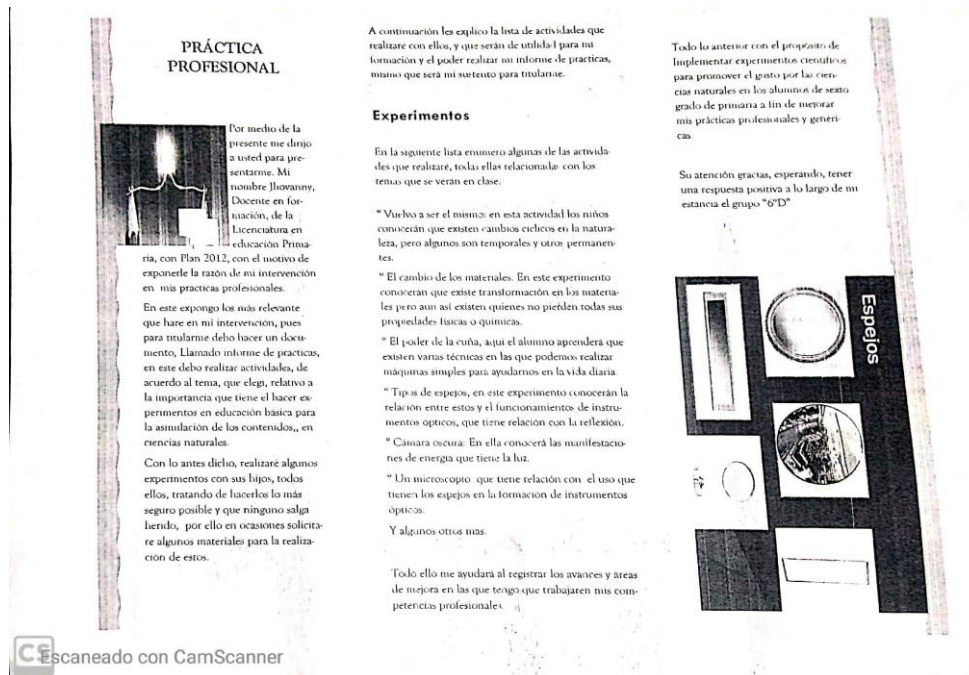 PRÁCTICA
PROFESIONAL
Por medio de la
presente me dirijo
a usted para pre-
sentarme. Mi
nombre Jhovanny,
Docente en for-
mación, de la
Licenciatura en
educación Prima-
ria, con Plan 2012, con el motivo de
exponerle la razón de mi intervención
en mis practicas profesionales.
En este expongo los más relevante
que hare en mi intervención, pues
para titularme debo hacer un docu-
mento, Llamado informe de practicas,
en este debo realizar actividades, de
acuerdo al tema, que elegi, relativo a
la importancia que tiene el hacer ex-
perimentos en educación básica para
la asimilación de los contenidos,, en
ciencias naturales.
Con lo antes dicho, realizaré algunos
experimentos con sus hijos, todos
ellos, tratando de hacerlos lo más
seguro posible y que ninguno salga
herido, por ello en ocasiones solicita-
re algunos materiales para la realiza-
ción de estos.
A continuación les explico la lista de actividades que
realizaré con ellos, y que serán de utilidad para mi
formación y el poder realizar mi informe de practicas,
mismo que será mi sustento para titularme.
Experimentos
En la siguiente lista enumero algunas de las activida-
des que realizaré, todas ellas relacionadas con los
temas que se verán en clase.
* Vuelvo a ser el mismo: en esta actividad los niños
conocerán que existen cambios cíclicos en la natura-
leza, pero algunos son temporales y otros permanen-
tes.
* El cambio de los materiales. En este experimento
conocerán que existe transformación en los materia-
les pero aun así existen quienes no pierden todas sus
propiedades físicas o químicas.
* El poder de la cuña, aquí el alumno aprenderá que
existen varias técnicas en las que podemos realizar
máquinas simples para ayudarnos en la vida diaria.
* Tipos de espejos, en este experimento conocerán la
relación entre estos y el funcionamientos de instru-
mentos ópticos, que tiene relación con la reflexión.
* Cámara oscura: En ella conocerá las manifestacio-
nes de energía que tiene la luz.
* Un microscopio que tiene relación con el uso que
tienen los espejos en la formación de instrumentos
ópticos.
Y algunos otros mas.
Todo ello me ayudará al registrar los avances y áreas
de mejora en las que tengo que trabajaren mis com-
petencias profesionales.
Todo lo anterior con el propósito de
Implementar experimentos científicos
para promover el gusto por las cien-
cias naturales en los alumnos de sexto
grado de primaria a fin de mejorar
mis prácticas profesionales y genéri-
cas.
Su atención gracias, esperando, tener
una respuesta positiva a lo largo de mi
estancia el grupo "6°D"
Espejos
CS Escaneado con CamScanner